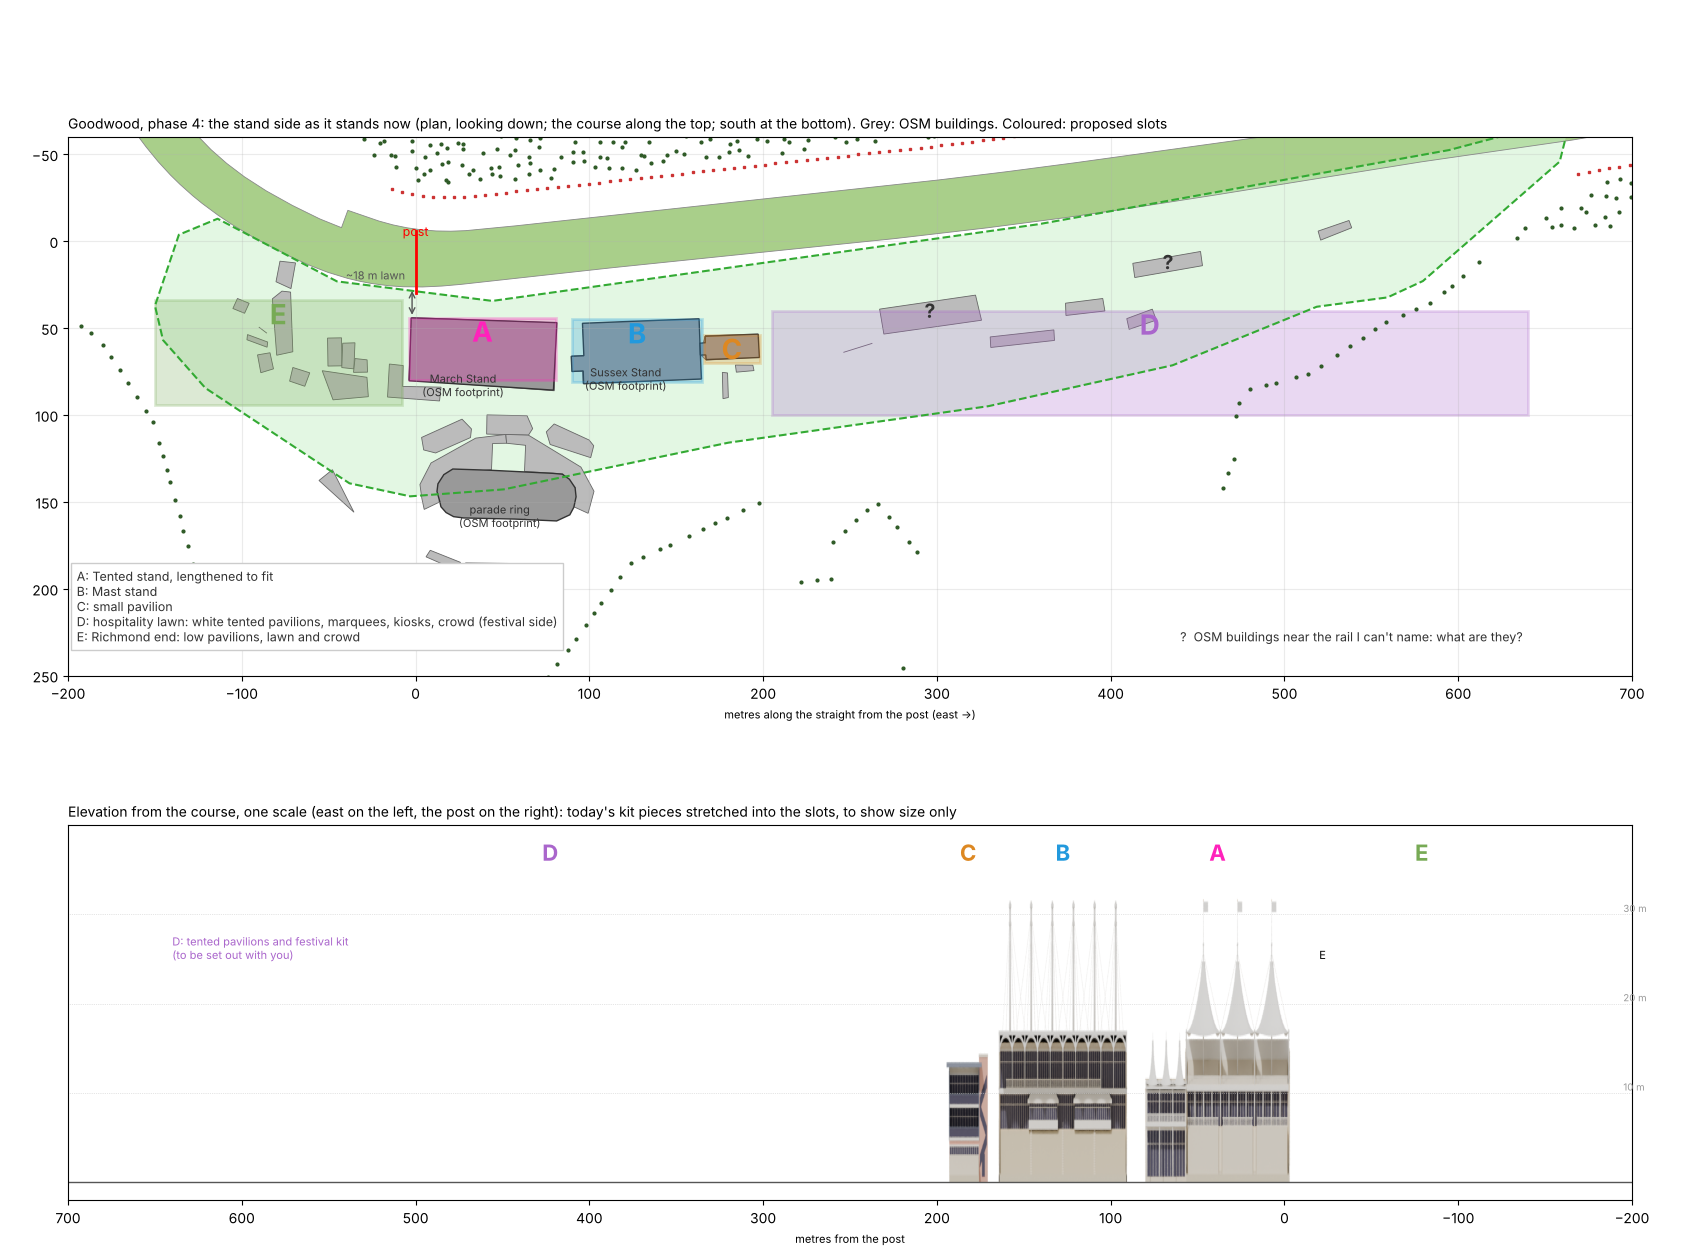 Goodwood, phase 4: the stand side as it stands now (plan, looking down; the course along the top; south at the bottom). Grey: OSM buildings. Coloured: proposed slots
−50
0
50
100
150
200
250
post
~18 m lawn
E
A
B
C
D
?
?
March Stand
(OSM footprint)
Sussex Stand
(OSM footprint)
parade ring
(OSM footprint)
A: Tented stand, lengthened to fit
B: Mast stand
C: small pavilion
D: hospitality lawn: white tented pavilions, marquees, kiosks, crowd (festival side)
E: Richmond end: low pavilions, lawn and crowd
? OSM buildings near the rail I can't name: what are they?
−200 −100 0 100 200 300 400 500 600 700
metres along the straight from the post (east →)
Elevation from the course, one scale (east on the left, the post on the right): today's kit pieces stretched into the slots, to show size only
D C B A E
30 m
D: tented pavilions and festival kit
(to be set out with you)
E
20 m
10 m
700 600 500 400 300 200 100 0 −100 −200
metres from the post